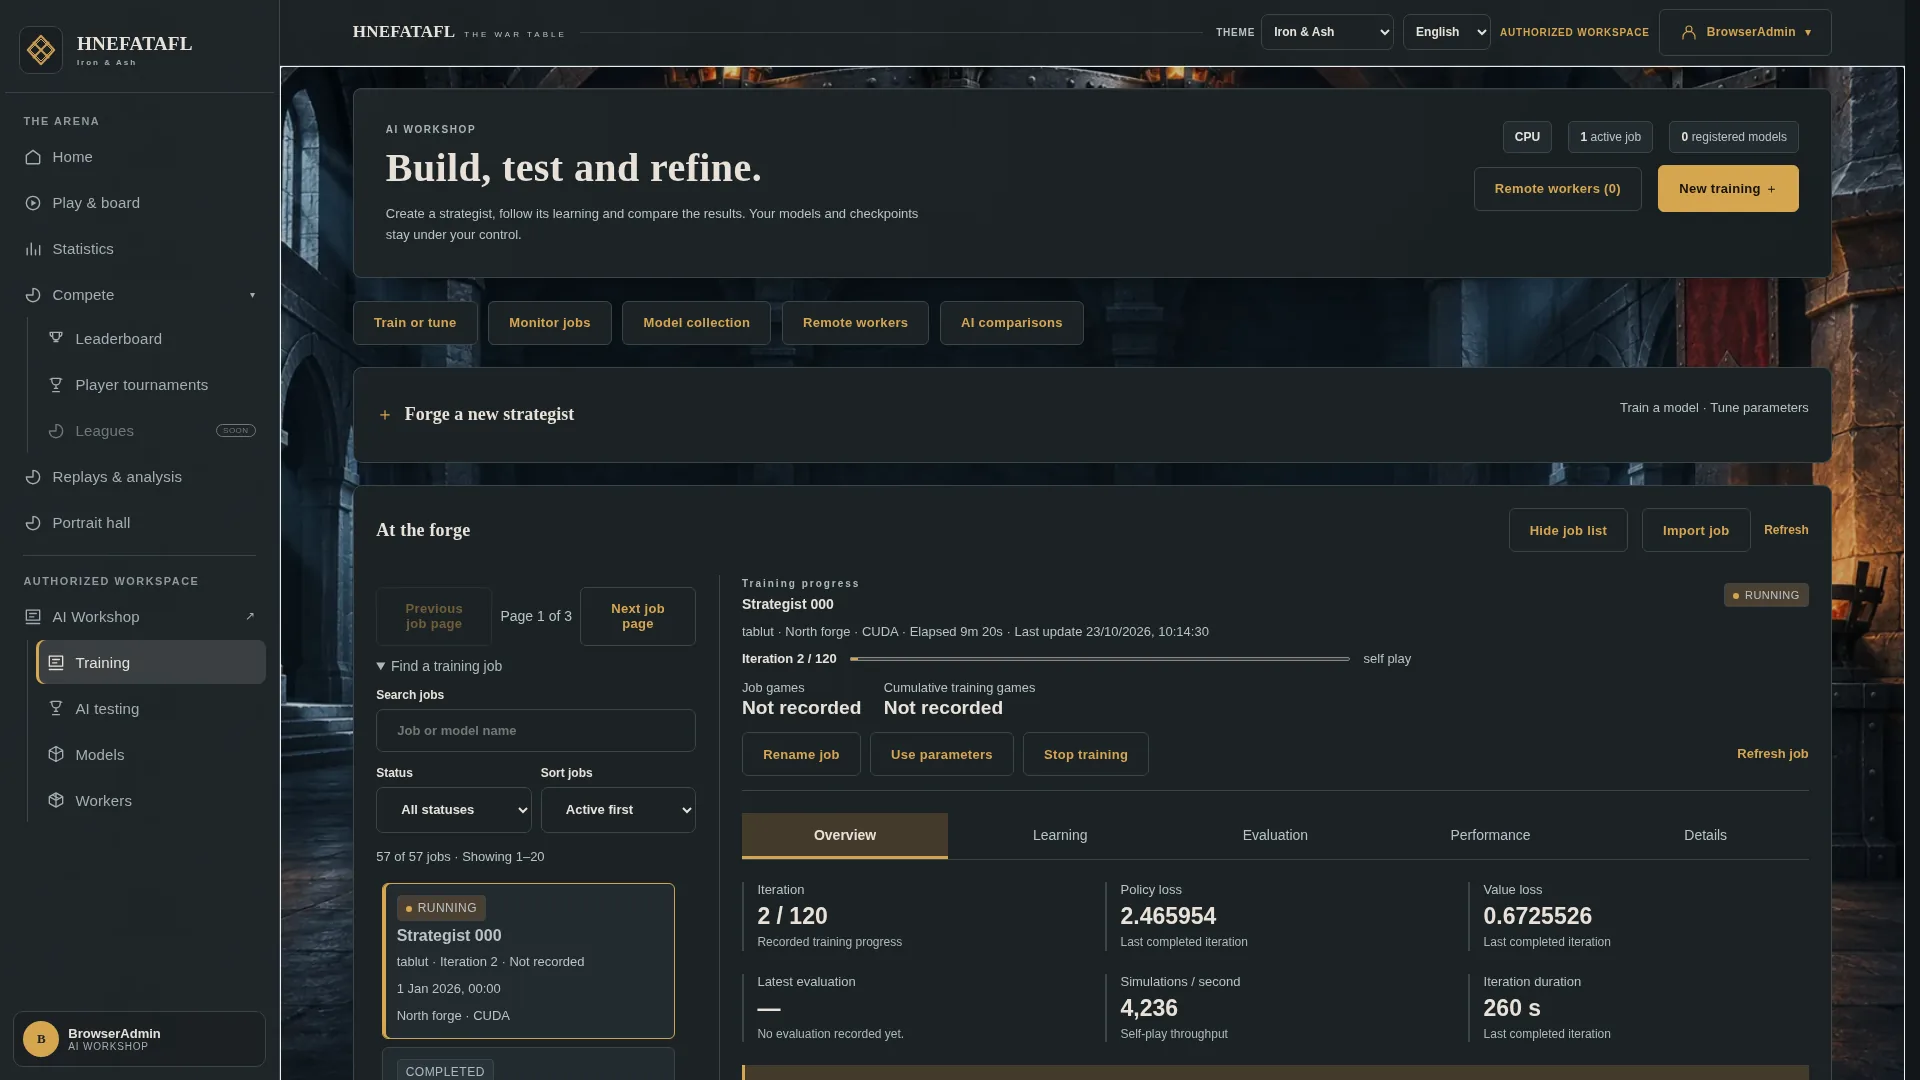 HNEFATAFL
Iron & Ash
THE ARENA
Home
Play & board
Statistics
Compete
Leaderboard
Player tournaments
Leagues
SOON
Replays & analysis
Portrait hall
AUTHORIZED WORKSPACE
AI Workshop
Training
AI testing
Models
Workers
B
BrowserAdmin
AI WORKSHOP
HNEFATAFL THE WAR TABLE
THEME
Iron & Ash
English
AUTHORIZED WORKSPACE
BrowserAdmin
AI WORKSHOP
Build, test and refine.
Create a strategist, follow its learning and compare the results. Your models and checkpoints
stay under your control.
CPU
1 active job
0 registered models
Remote workers (0)
New training +
Train or tune
Monitor jobs
Model collection
Remote workers
AI comparisons
+ Forge a new strategist
Train a model · Tune parameters
At the forge
Hide job list
Import job
Refresh
Previous
job page
Page 1 of 3
Next job
page
Find a training job
Search jobs
Job or model name
Status
Sort jobs
All statuses
Active first
57 of 57 jobs · Showing 1–20
RUNNING
Strategist 000
tablut · Iteration 2 · Not recorded
1 Jan 2026, 00:00
North forge · CUDA
COMPLETED
Training progress
Strategist 000
RUNNING
tablut · North forge · CUDA · Elapsed 9m 20s · Last update 23/10/2026, 10:14:30
Iteration 2 / 120
self play
Job games
Not recorded
Cumulative training games
Not recorded
Rename job
Use parameters
Stop training
Refresh job
Overview
Learning
Evaluation
Performance
Details
Iteration
2 / 120
Recorded training progress
Policy loss
2.465954
Last completed iteration
Value loss
0.6725526
Last completed iteration
Latest evaluation
—
No evaluation recorded yet.
Simulations / second
4,236
Self-play throughput
Iteration duration
260 s
Last completed iteration